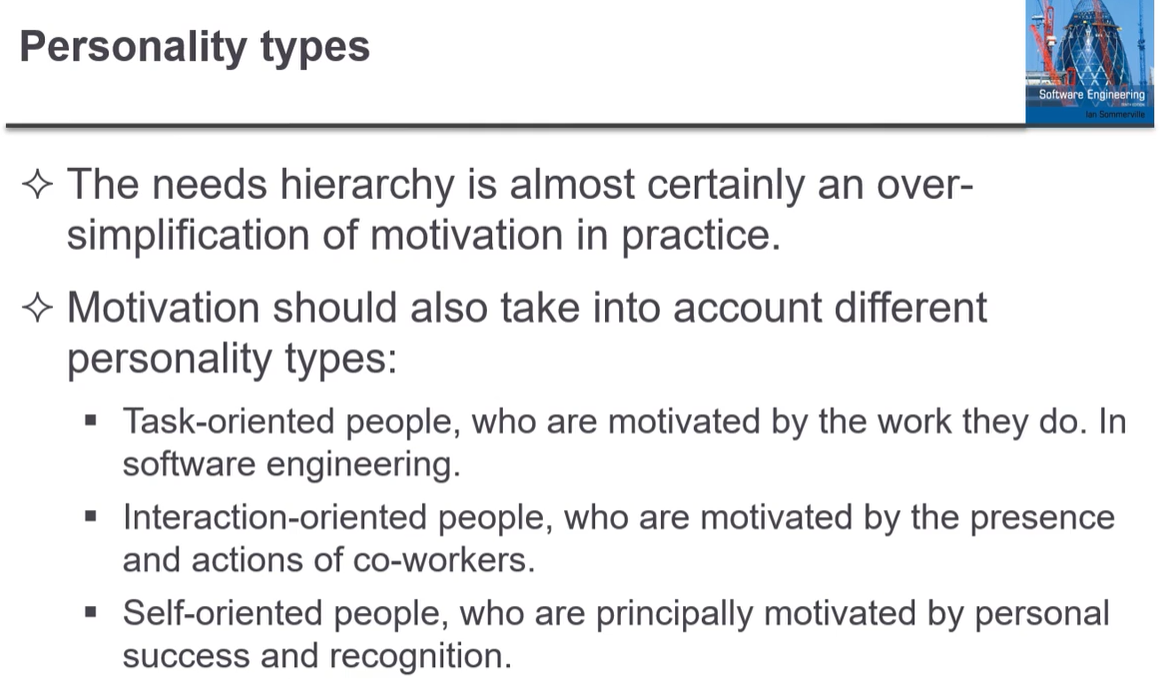 Personality types
Software Engineering
Ian Sommerville
✧ The needs hierarchy is almost certainly an over-
simplification of motivation in practice.
✧ Motivation should also take into account different
personality types:
▪ Task-oriented people, who are motivated by the work they do. In
software engineering.
▪ Interaction-oriented people, who are motivated by the presence
and actions of co-workers.
▪ Self-oriented people, who are principally motivated by personal
success and recognition.